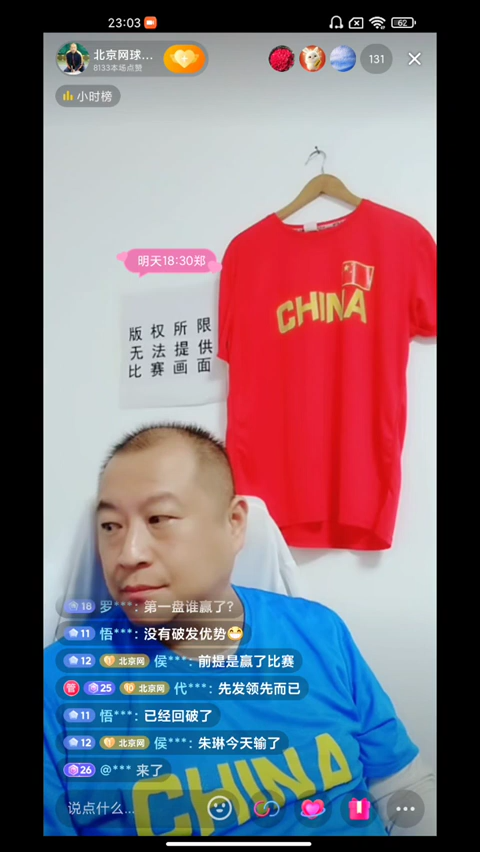 23:03
62
北京网球...
8133本场点赞
131
小时榜
明天18:30郑
版权所限
无法提供
比赛画面
CHINA
18 罗***: 第一盘谁赢了?
11 悟***: 没有破发优势😷
12 北京网 侯***: 前提是赢了比赛
管 25 北京网 代***: 先发领先而已
11 悟***: 已经回破了
12 北京网 侯***: 朱琳今天输了
26 @*** 来了
CHINA
说点什么...